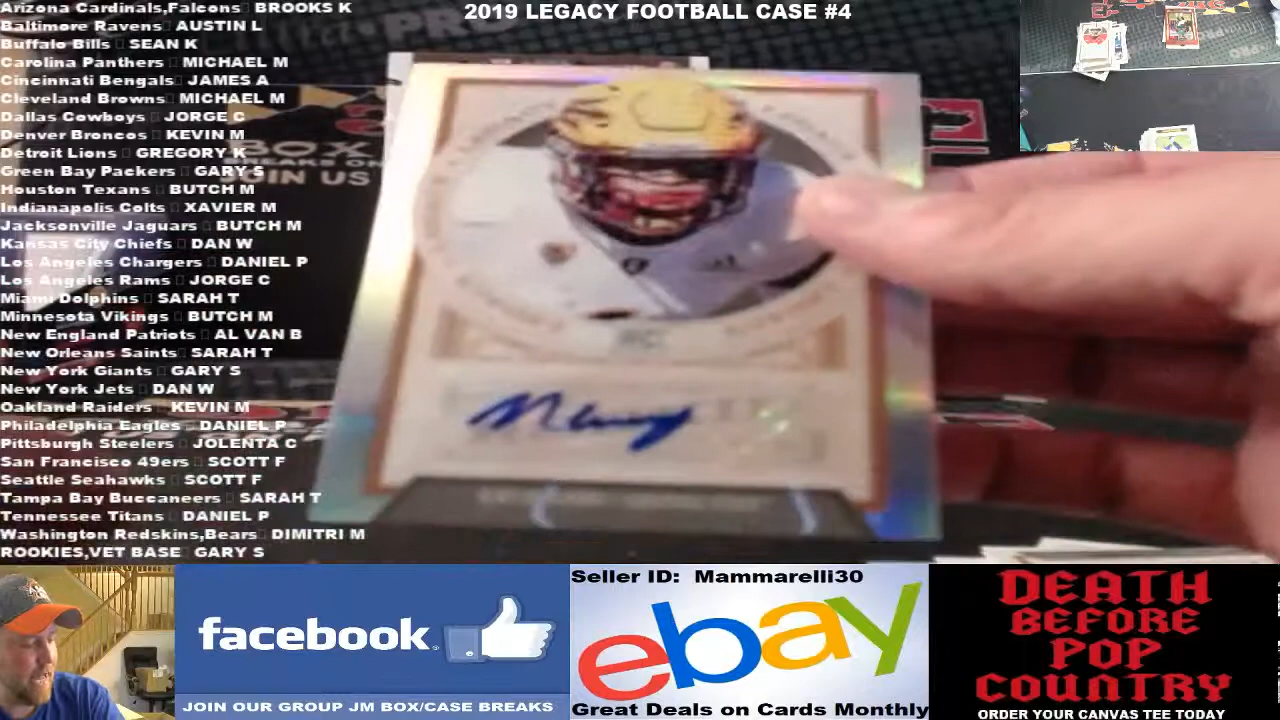 2019 LEGACY FOOTBALL CASE #4
Arizona Cardinals,Falcons BROOKS K
Baltimore Ravens AUSTIN L
Buffalo Bills SEAN K
Carolina Panthers MICHAEL M
Cincinnati Bengals JAMES A
Cleveland Browns MICHAEL M
Dallas Cowboys JORGE C
Denver Broncos KEVIN M
Detroit Lions GREGORY K
Green Bay Packers GARY S
Houston Texans BUTCH M
Indianapolis Colts XAVIER M
Jacksonville Jaguars BUTCH M
Kansas City Chiefs DAN W
Los Angeles Chargers DANIEL P
Los Angeles Rams JORGE C
Miami Dolphins SARAH T
Minnesota Vikings BUTCH M
New England Patriots AL VAN B
New Orleans Saints SARAH T
New York Giants GARY S
New York Jets DAN W
Oakland Raiders KEVIN M
Philadelphia Eagles DANIEL P
Pittsburgh Steelers JOLENTA C
San Francisco 49ers SCOTT F
Seattle Seahawks SCOTT F
Tampa Bay Buccaneers SARAH T
Tennessee Titans DANIEL P
Washington Redskins,Bears DIMITRI M
ROOKIES,VET BASE GARY S
BOX
BREAKS ON
JOIN US
facebook
JOIN OUR GROUP JM BOX/CASE BREAKS
Seller ID: Mammarelli30
ebay
Great Deals on Cards Monthly
DEATH
BEFORE
POP
COUNTRY
ORDER YOUR CANVAS TEE TODAY